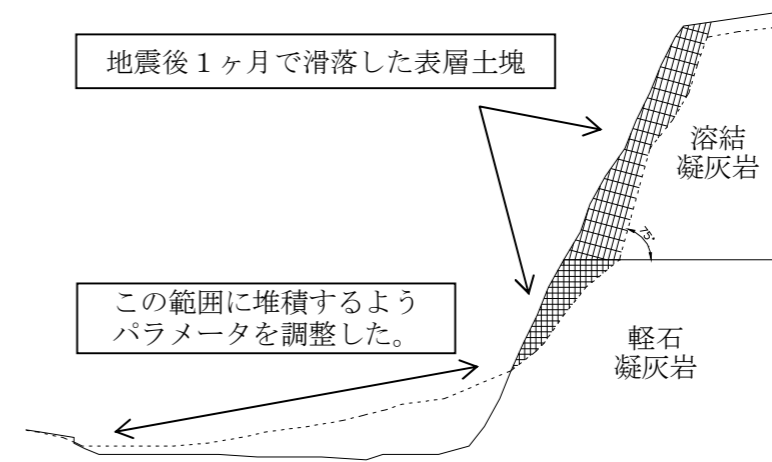 地震後１ヶ月で滑落した表層土塊
溶結
凝灰岩
75°
この範囲に堆積するよう
パラメータを調整した。
軽石
凝灰岩